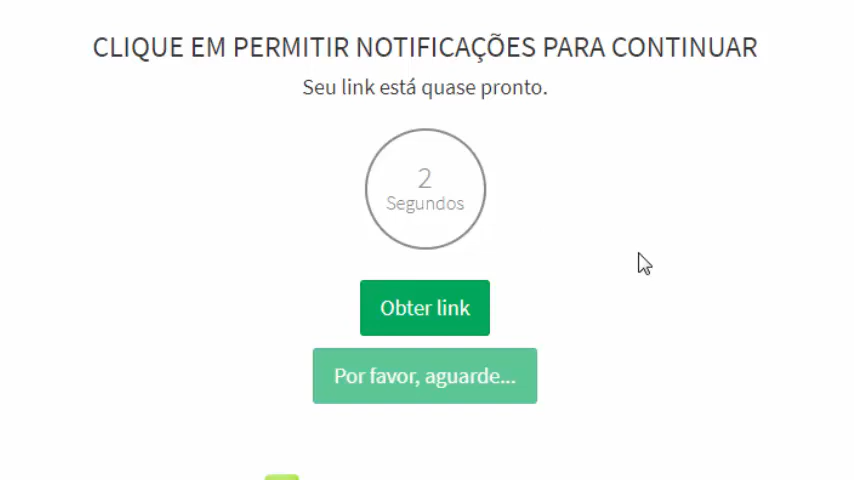 CLIQUE EM PERMITIR NOTIFICAÇÕES PARA CONTINUAR
Seu link está quase pronto.
2
Segundos
Obter link
Por favor, aguarde...